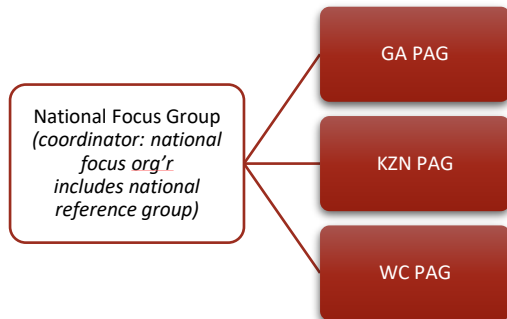 National Focus Group
(coordinator: national
focus org’r
includes national
reference group)
GA PAG
KZN PAG
WC PAG